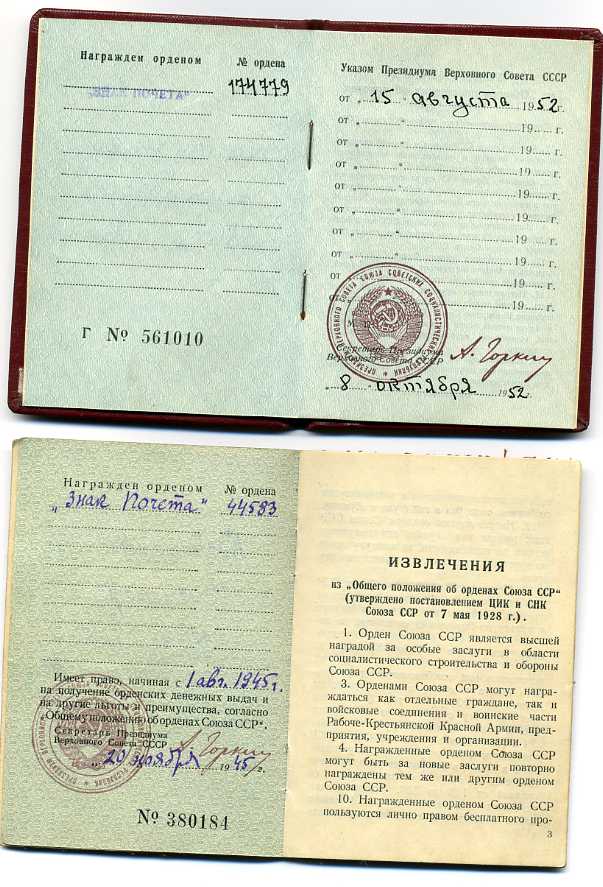 Награжден орденом № ордена
„ЗНАК ПОЧЕТА" 174779
Г № 561010
Указом Президиума Верховного Совета СССР
от „15" августа 1952 г.
от „ " 19 г.
от „ " 19 г.
от „ " 19 г.
от „ " 19 г.
от „ " 19 г.
от „ " 19 г.
от „ " 19 г.
от 19 г.
от 19 г.
Секретарь Президиума
Верховного Совета СССР
А. Горкин
„8" октября 1952
Награжден орденом № ордена
„Знак Почета" 44583
Имеет право, начиная с 1 авг. 1945 г.
на получение орденских денежных выдач и
на другие льготы и преимущества, согласно
„Общему положению об орденах Союза ССР".
Секретарь Президиума
Верховного Совета СССР
А. Горкин
„20" ноября 1945 г.
№ 380184
ИЗВЛЕЧЕНИЯ
из „Общего положения об орденах Союза ССР"
(утверждено постановлением ЦИК и СНК
Союза ССР от 7 мая 1928 г.).
1. Орден Союза ССР является высшей
наградой за особые заслуги в области
социалистического строительства и обороны
Союза ССР.
3. Орденами Союза ССР могут награ-
ждаться как отдельные граждане, так и
войсковые соединения и воинские части
Рабоче-Крестьянской Красной Армии, пред-
приятия, учреждения и организации.
4. Награжденные орденом Союза ССР
могут быть за новые заслуги повторно
награждены тем же или другим орденом
Союза ССР.
10. Награжденные орденом Союза ССР
пользуются лично правом бесплатного про-
3